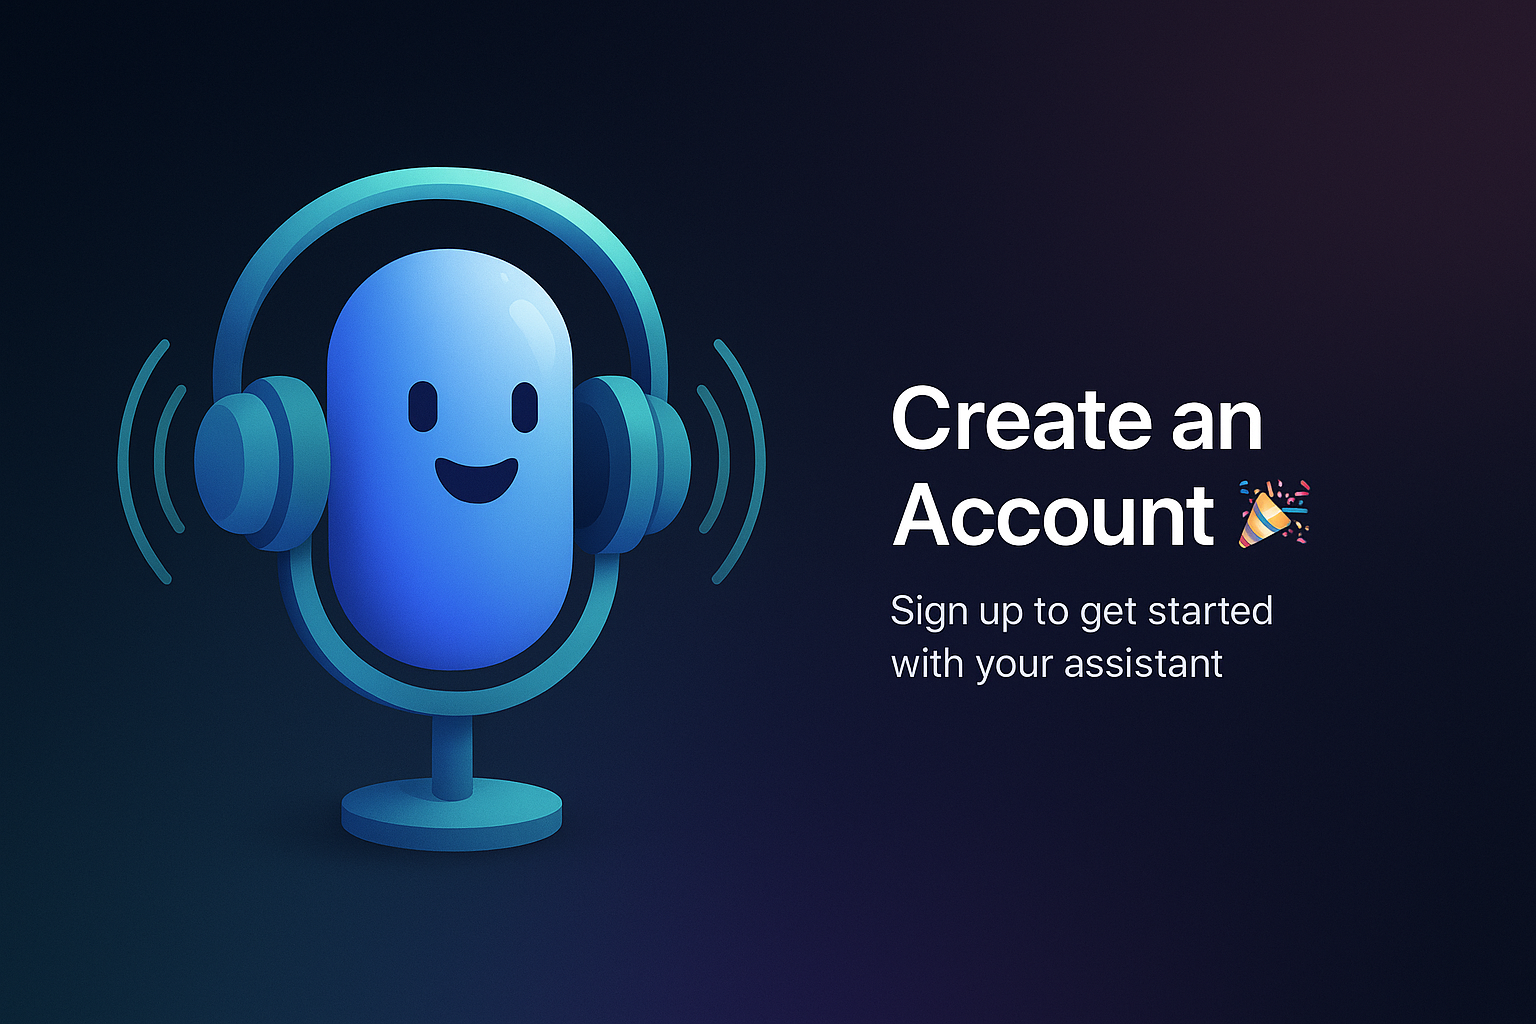 Create an
Account 🎉
Sign up to get started
with your assistant